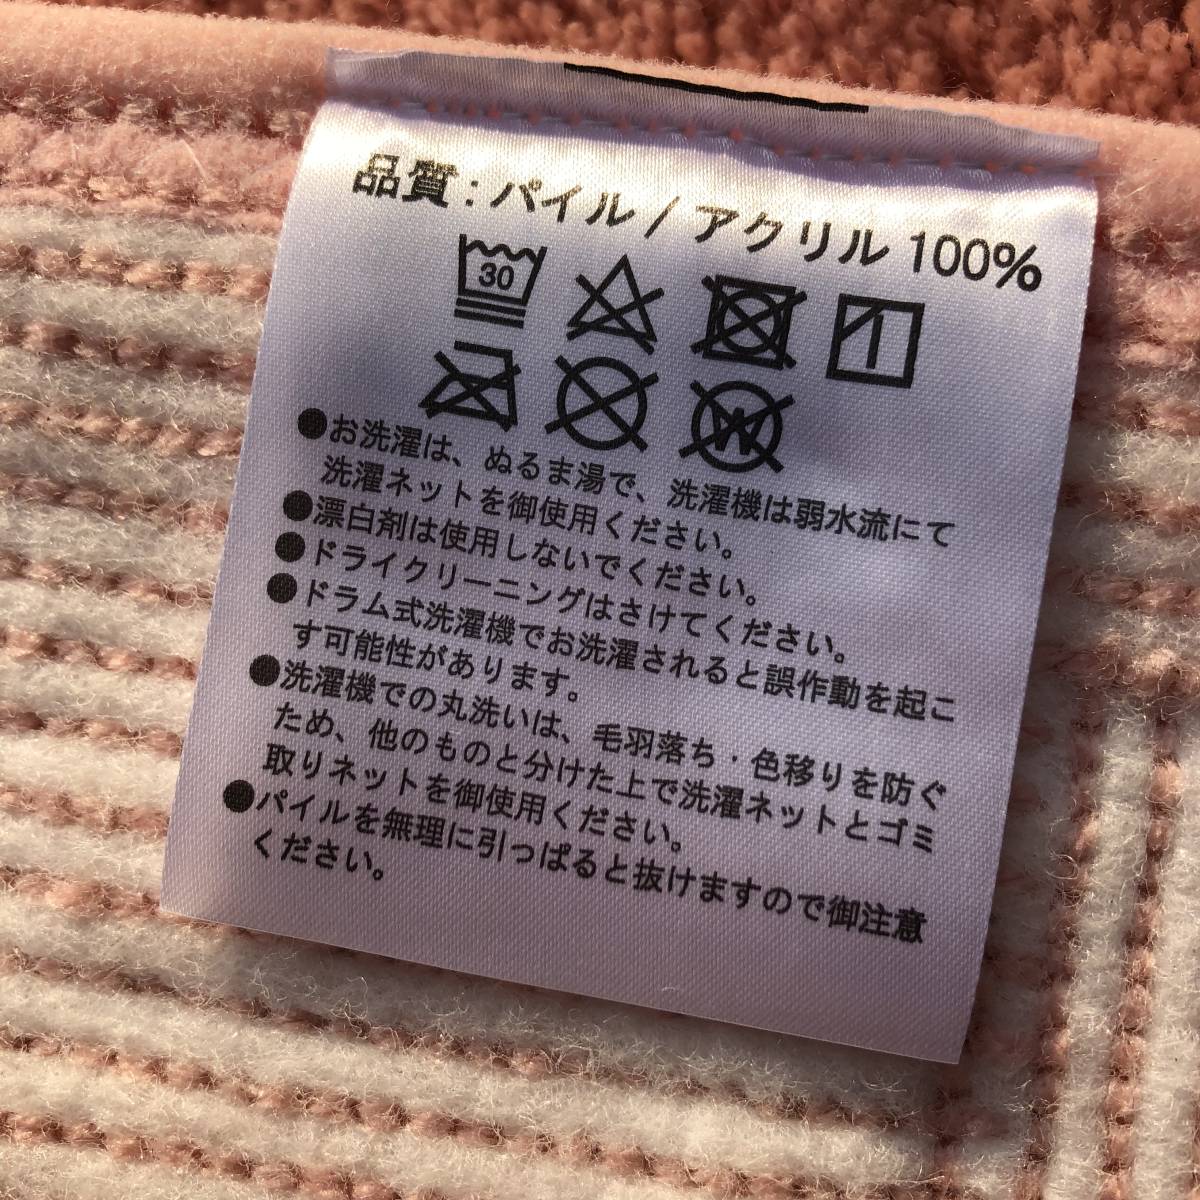 品質：パイル / アクリル 100%
30
W
●お洗濯は、ぬるま湯で、洗濯機は弱水流にて
洗濯ネットを御使用ください。
●漂白剤は使用しないでください。
●ドライクリーニングはさけてください。
●ドラム式洗濯機でお洗濯されると誤作動を起こ
す可能性があります。
●洗濯機での丸洗いは、毛羽落ち・色移りを防ぐ
ため、他のものと分けた上で洗濯ネットとゴミ
取りネットを御使用ください。
●パイルを無理に引っぱると抜けますので御注意
ください。